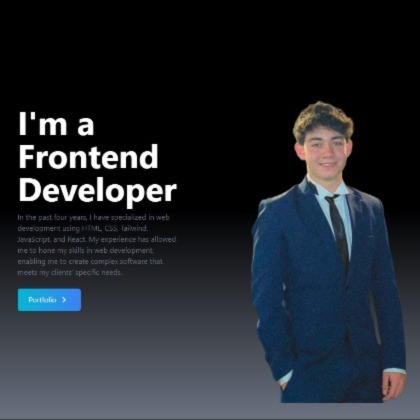 I'm a
Frontend
Developer
In the past four years, I have specialized in web
development using HTML, CSS, Tailwind,
JavaScript, and React. My experience has allowed
me to hone my skills in web development,
enabling me to create complex software that
meets my clients' specific needs.
Portfolio